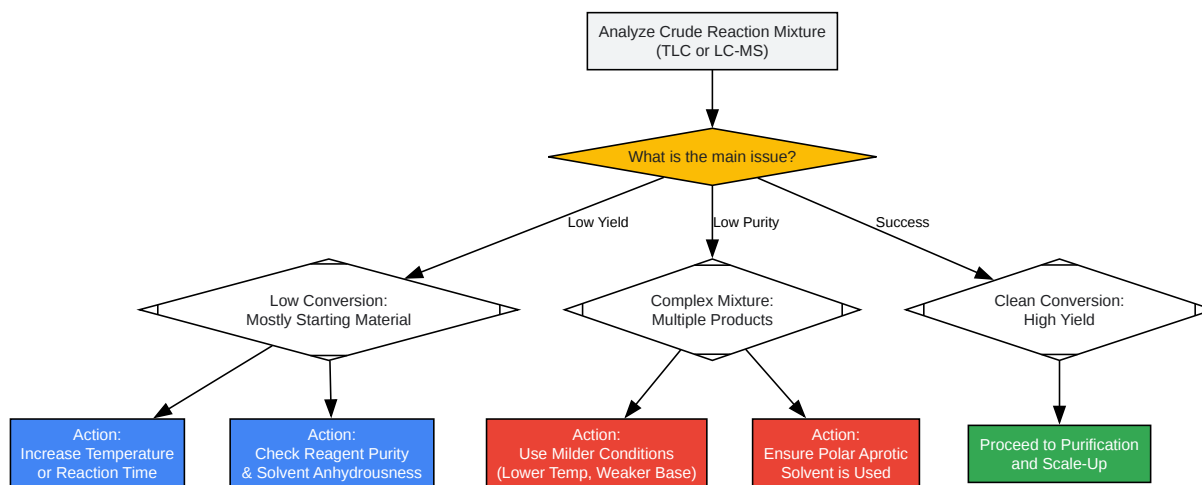 Analyze Crude Reaction Mixture
(TLC or LC-MS)
What is the main issue?
Low Yield
Low Purity
Success
Low Conversion:
Mostly Starting Material
Complex Mixture:
Multiple Products
Clean Conversion:
High Yield
Action:
Increase Temperature
or Reaction Time
Action:
Check Reagent Purity
& Solvent Anhydrousness
Action:
Use Milder Conditions
(Lower Temp, Weaker Base)
Action:
Ensure Polar Aprotic
Solvent is Used
Proceed to Purification
and Scale-Up